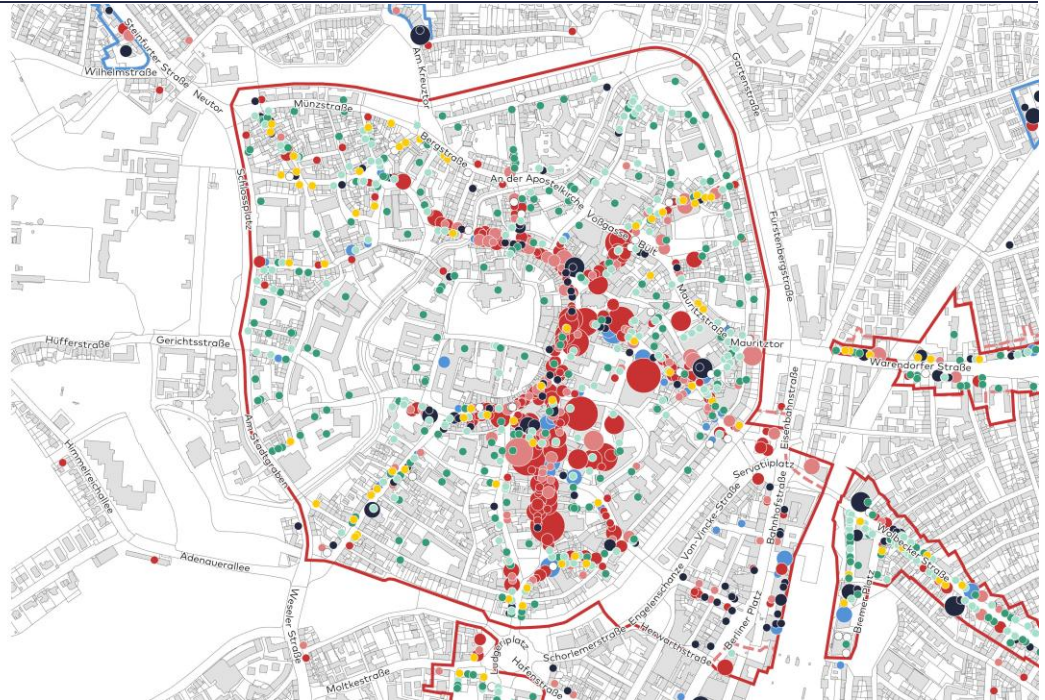 Steinfurter Straße
Wilhelmstraße
Neutor
Am Kreuztor
Gartenstraße
Münzstraße
Bergstraße
An der Apostelkirche
Voßgasse
Bült
Schlossplatz
Fürstenbergstraße
Mauritzstraße
Mauritztor
Hüfferstraße
Gerichtsstraße
Warendorfer Straße
Eisenbahnstraße
Am Stadtgraben
Himmelreichallee
Servatiiplatz
Von-Vincke-Straße
Bahnhofstraße
Wolbecker Straße
Adenauerallee
Engelenschanze
Bremer Platz
Berliner Platz
Weseler Straße
Herwarthstraße
Schorlemerstraße
Hafenstraße
Moltkestraße